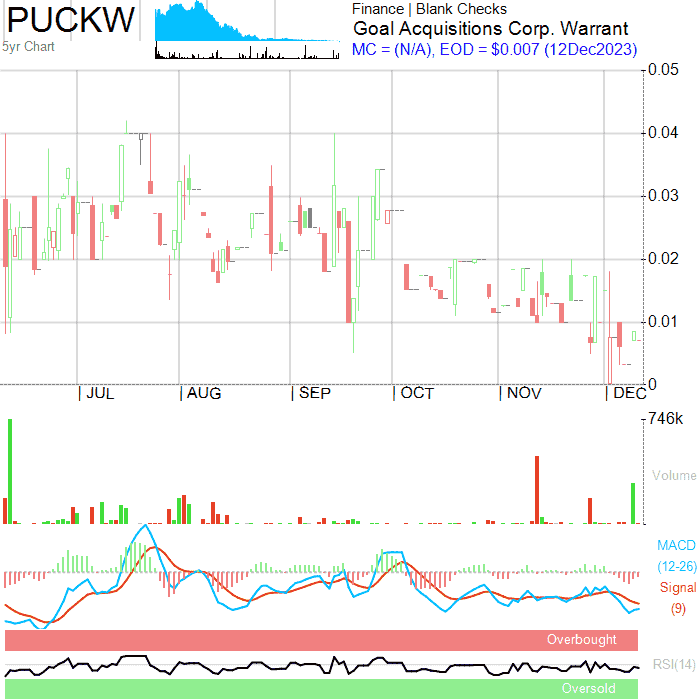 PUCKW
5yr Chart
Finance | Blank Checks
Goal Acquisitions Corp. Warrant
MC = (N/A), EOD = $0.007 (12Dec2023)
0.05
0.04
0.03
0.02
0.01
0
| JUL | AUG | SEP | OCT | NOV | DEC
746k
Volume
MACD
(12-26)
Signal
(9)
Overbought
RSI(14)
Oversold